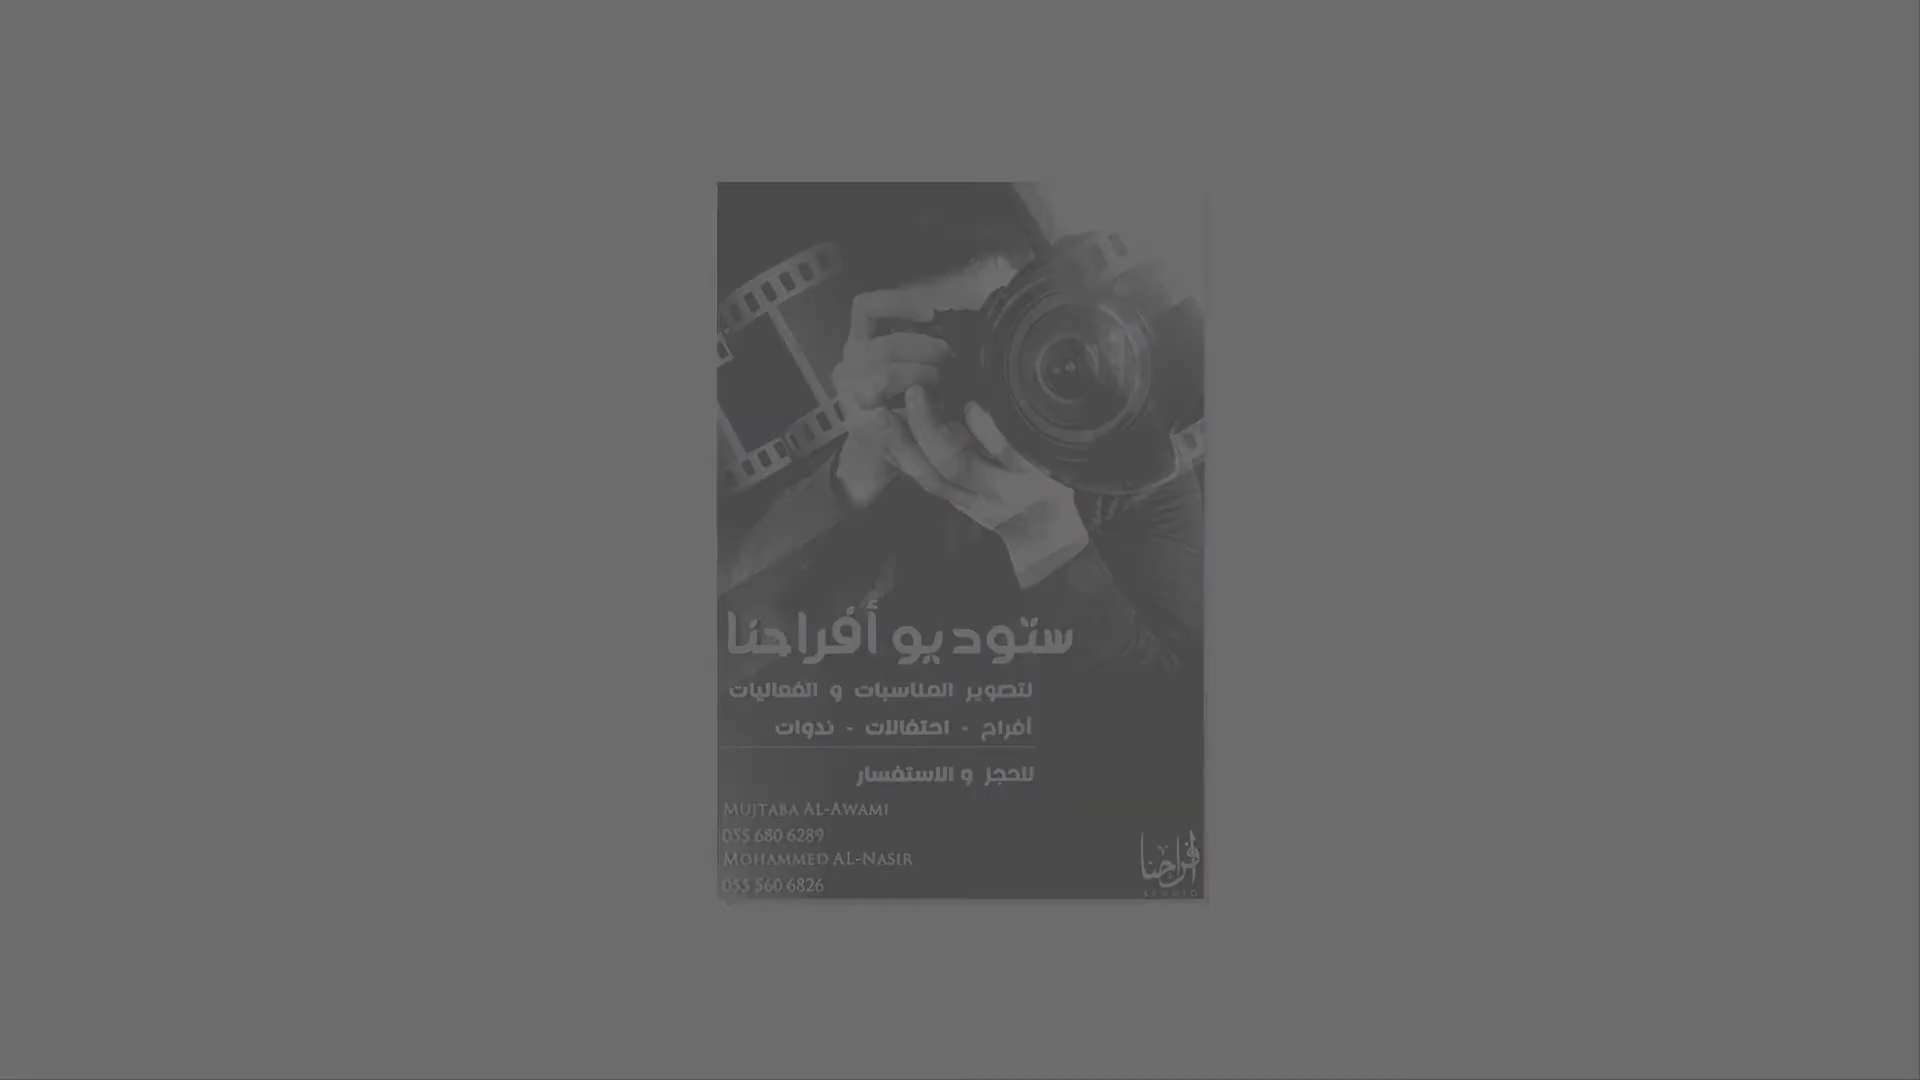 ستوديو أفراحنا
لتصوير المناسبات و الفعاليات
أفراح - احتفالات - ندوات
للحجز و الاستفسار
MUJTABA AL-AWAMI
055 680 6289
MOHAMMED AL-NASIR
055 560 6826
أفراحنا
STUDIO